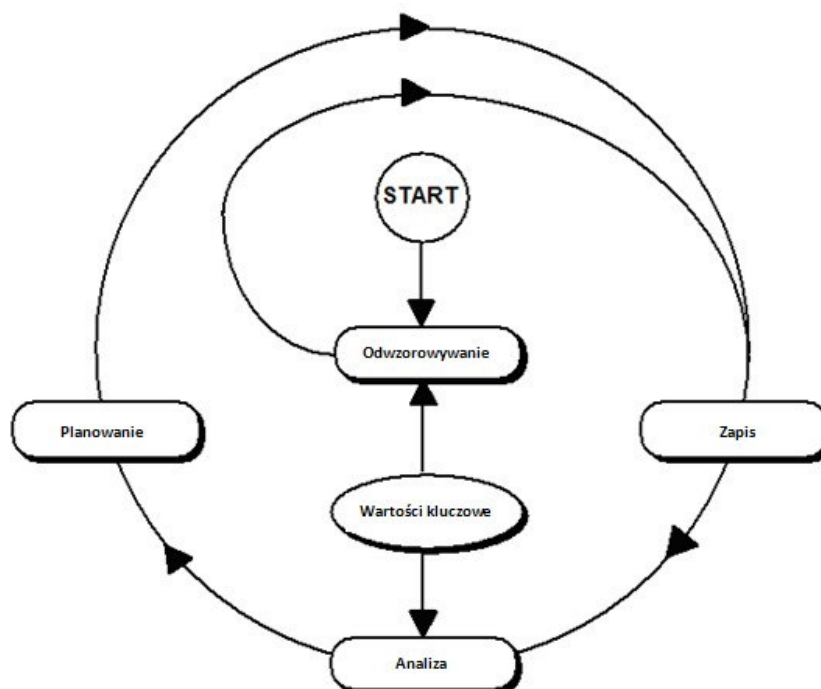 START
Odwzorowywanie
Planowanie
Zapis
Wartości kluczowe
Analiza